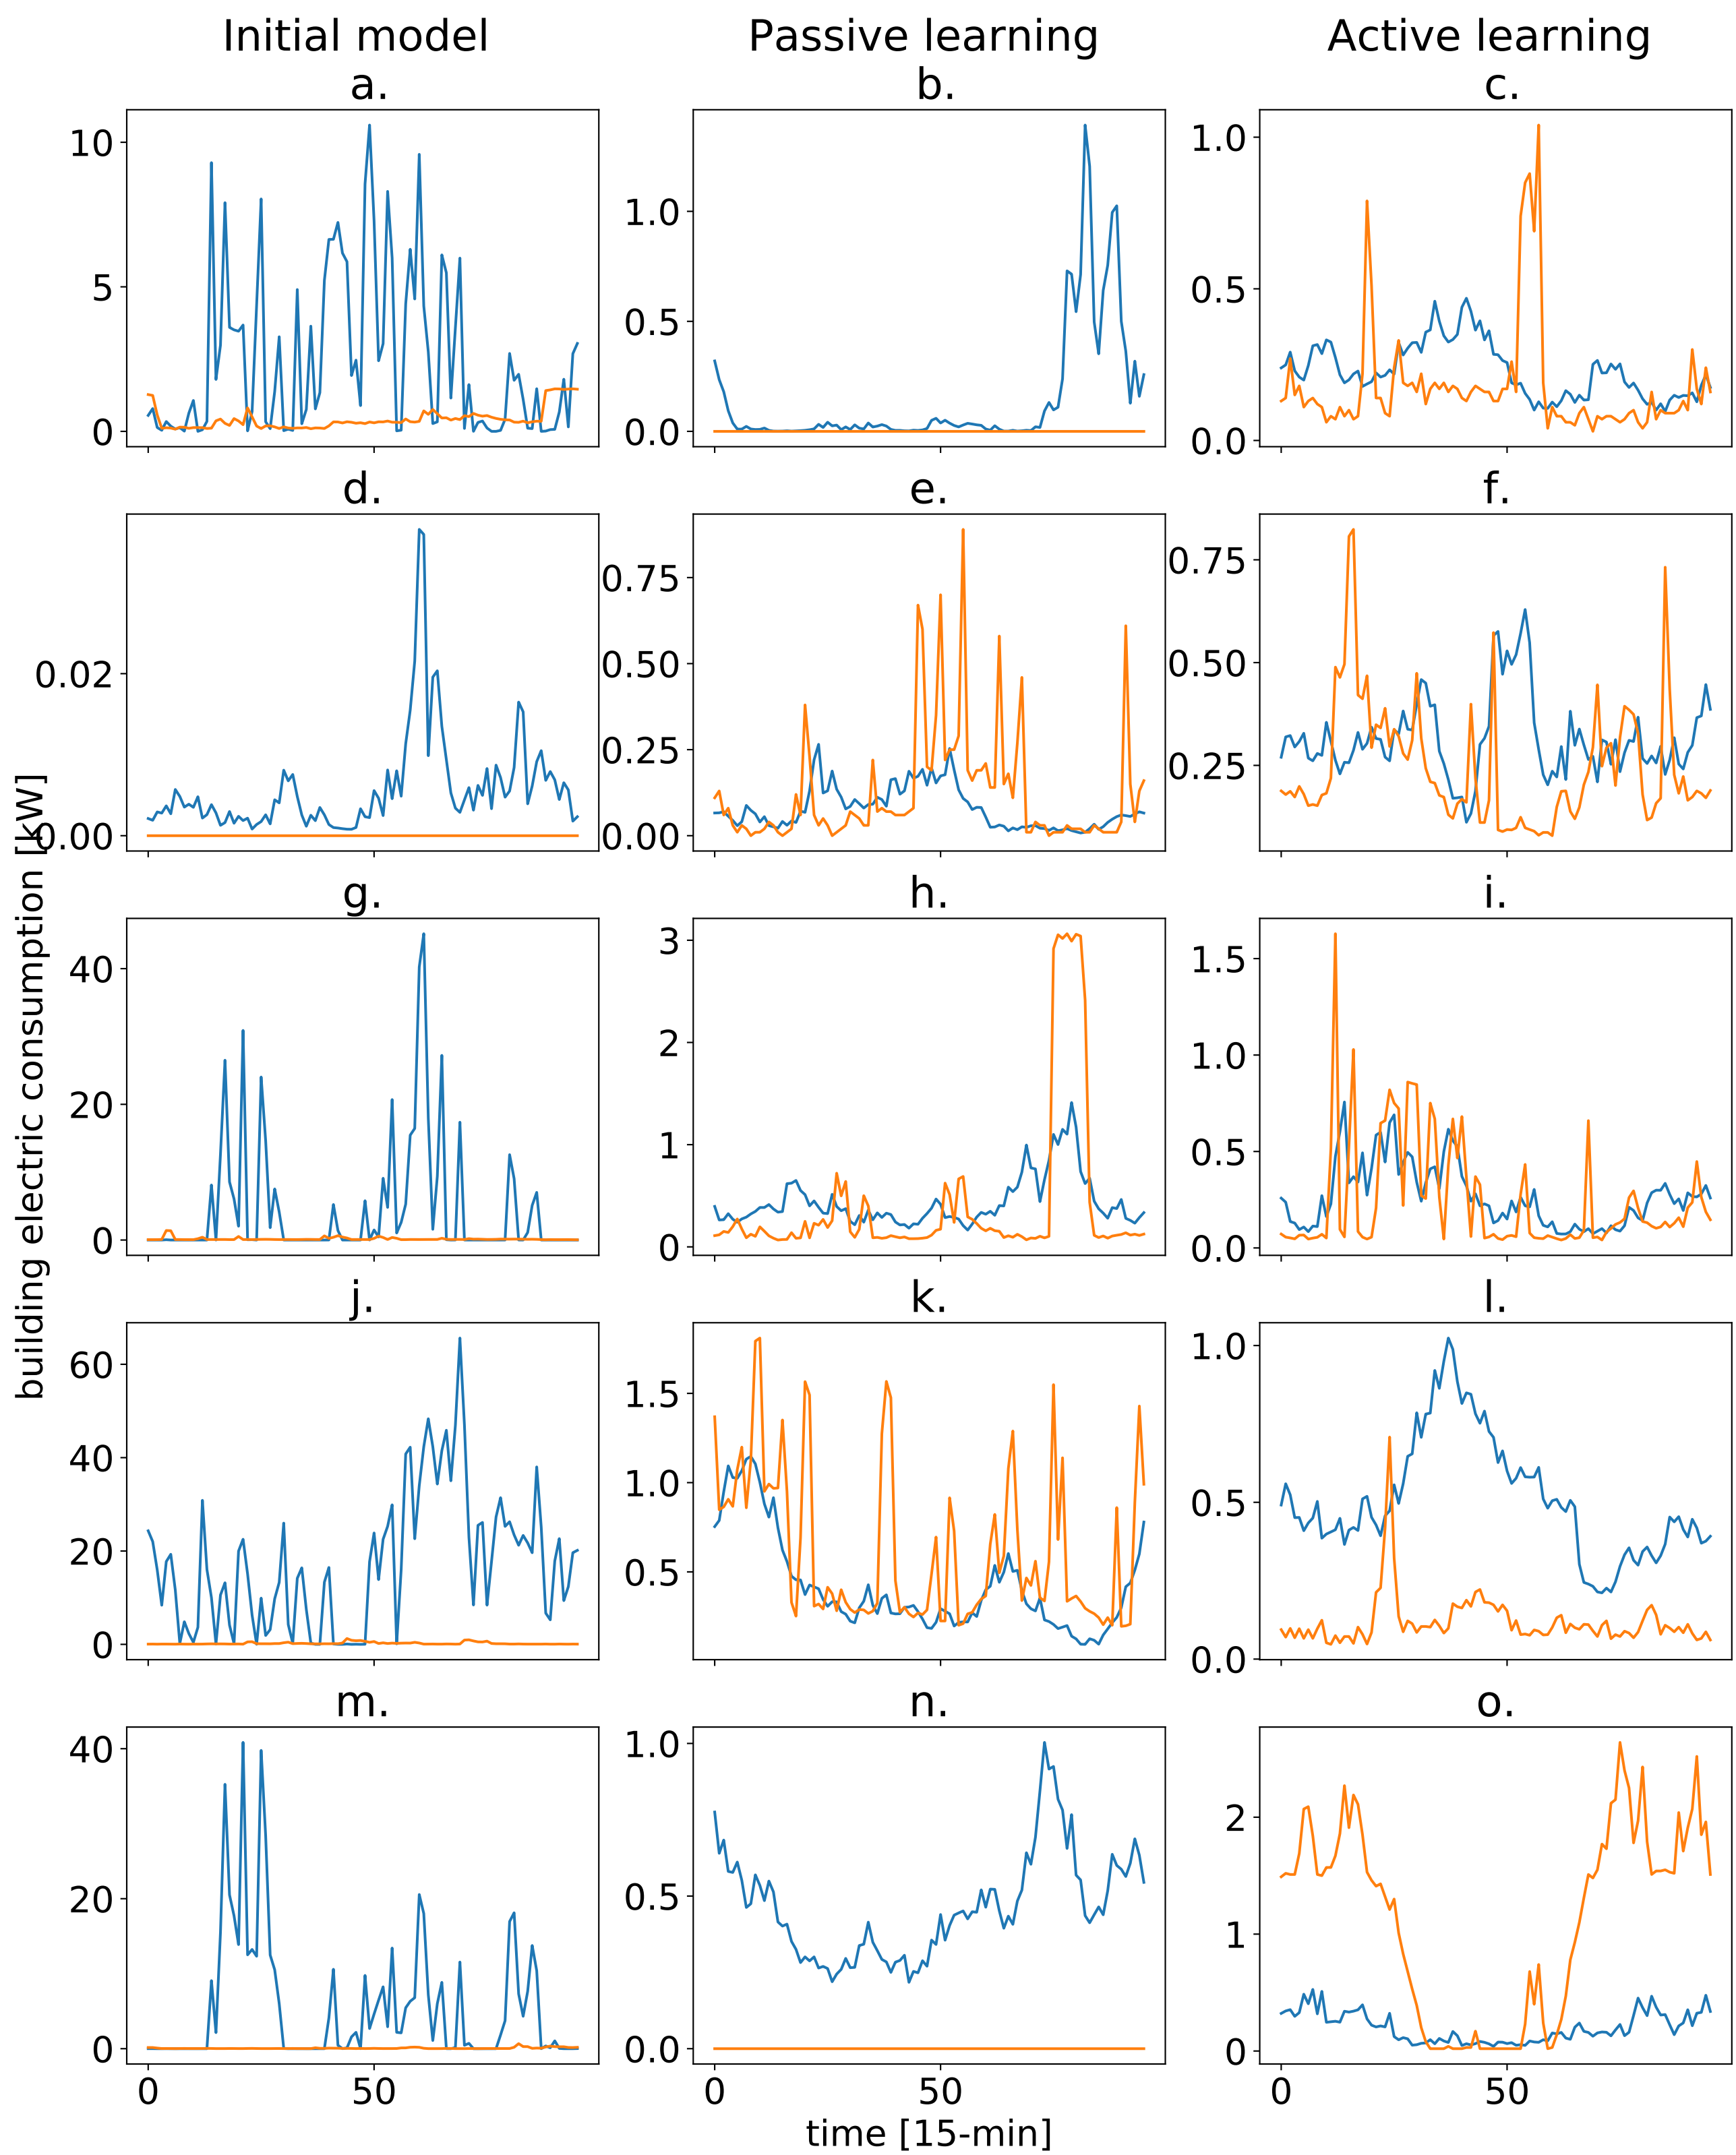 Initial model
Passive learning
Active learning
a.
b.
c.
10
5
0
1.0
0.5
0.0
1.0
0.5
0.0
d.
e.
f.
0.02
0.00
0.75
0.50
0.25
0.00
0.75
0.50
0.25
building electric consumption [kW]
g.
h.
i.
40
20
0
3
2
1
0
1.5
1.0
0.5
0.0
j.
k.
l.
60
40
20
0
1.5
1.0
0.5
1.0
0.5
0.0
m.
n.
o.
40
20
0
1.0
0.5
0.0
2
1
0
0 50
0 50
0 50
time [15-min]